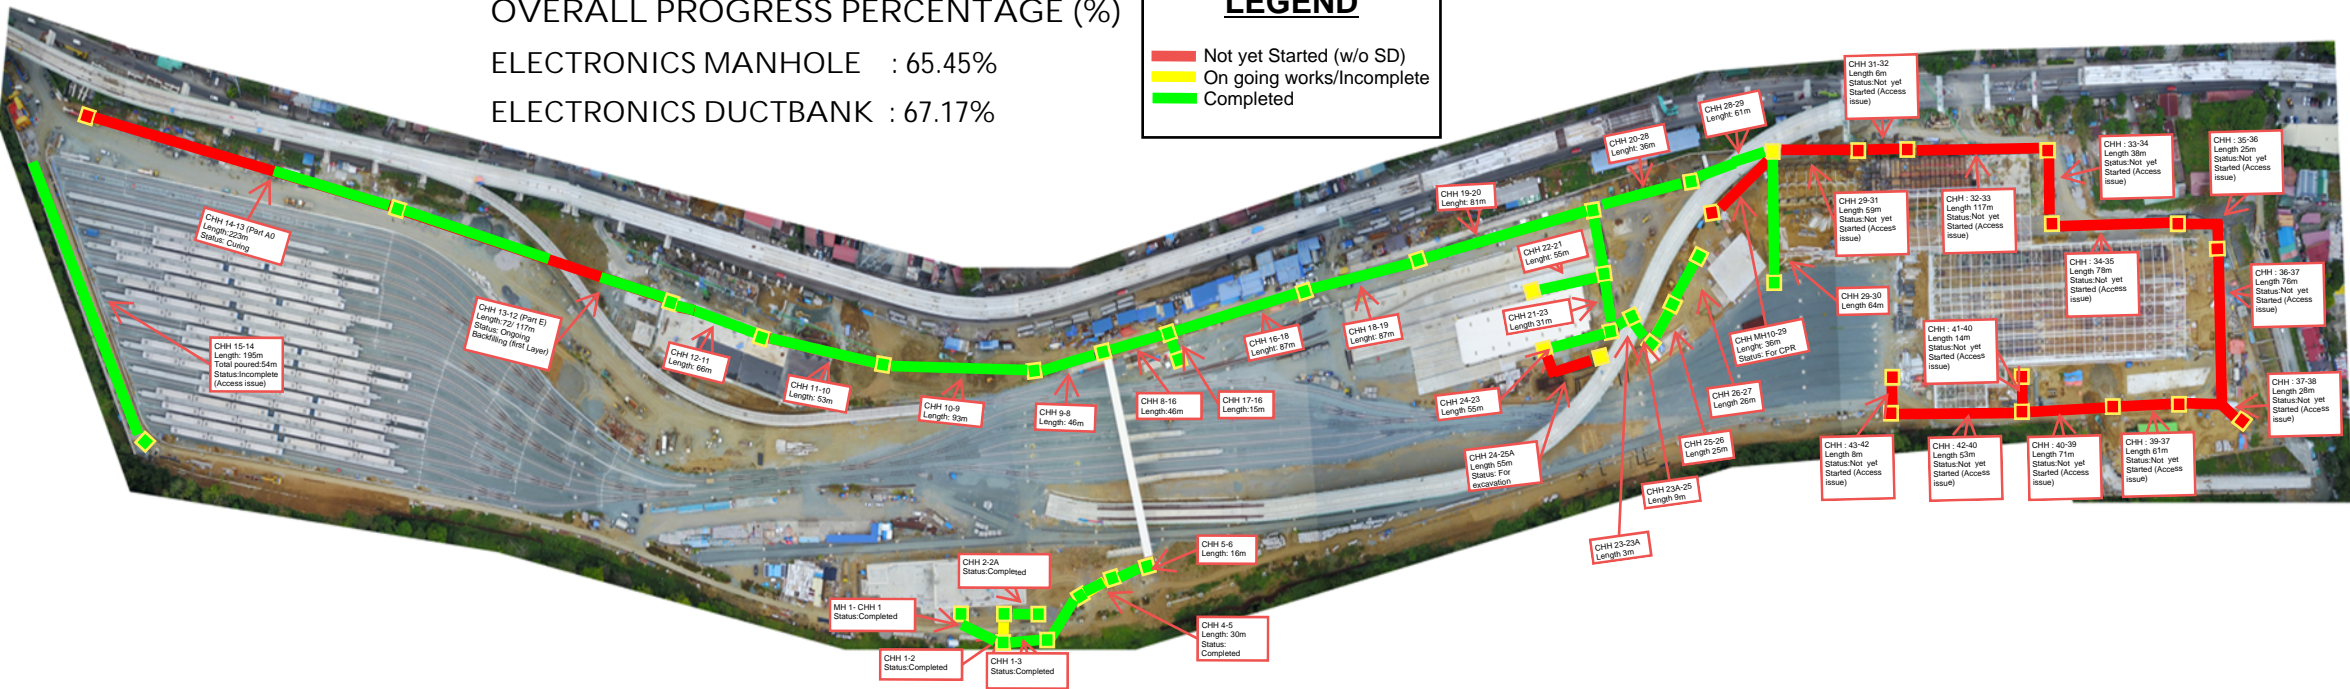 OVERALL PROGRESS PERCENTAGE (%)
ELECTRONICS MANHOLE : 65.45%
ELECTRONICS DUCTBANK : 67.17%
LEGEND
Not yet Started (w/o SD)
On going works/Incomplete
Completed
CHH 14-13 (Part A0
Length:223m
Status: Curing
CHH 15-14
Length: 195m
Total poured:54m
Status:Incomplete
(Access issue)
CHH 13-12 (Part E)
Length:72/ 117m
Status: Ongoing
Backfilling (first Layer)
CHH 12-11
Length: 66m
CHH 11-10
Length: 53m
CHH 10-9
Length: 93m
CHH 9-8
Length: 46m
CHH 8-16
Length:46m
CHH 17-16
Length:15m
CHH 16-18
Lenght: 87m
CHH 18-19
Lenght: 87m
CHH 19-20
Lenght: 81m
CHH 20-28
Lenght: 36m
CHH 28-29
Lenght: 61m
CHH 22-21
Lenght: 55m
CHH 21-23
Length 31m
CHH 24-23
Length 55m
CHH 24-25A
Length 55m
Status: For
excavation
CHH 23-23A
Length 3m
CHH 23A-25
Length 9m
CHH 25-26
Length 25m
CHH 26-27
Length 26m
CHH MH10-29
Lenght: 36m
Status: For CPR
CHH 29-30
Length 64m
CHH 31-32
Length 6m
Status:Not yet
Started (Access
issue)
CHH 29-31
Length 59m
Status:Not yet
Started (Access
issue)
CHH : 32-33
Length 117m
Status:Not yet
Started (Access
issue)
CHH : 33-34
Length 38m
Status:Not yet
Started (Access
issue)
CHH : 35-36
Length 25m
Status:Not yet
Started (Access
issue)
CHH : 34-35
Length 78m
Status:Not yet
Started (Access
issue)
CHH : 36-37
Length 76m
Status:Not yet
Started (Access
issue)
CHH : 41-40
Length 14m
Status:Not yet
Started (Access
issue)
CHH : 37-38
Length 28m
Status:Not yet
Started (Access
issue)
CHH : 43-42
Length 8m
Status:Not yet
Started (Access
issue)
CHH : 42-40
Length 53m
Status:Not yet
Started (Access
issue)
CHH : 40-39
Length 71m
Status:Not yet
Started (Access
issue)
CHH : 39-37
Length 61m
Status:Not yet
Started (Access
issue)
CHH 5-6
Length: 16m
CHH 2-2A
Status:Completed
MH 1- CHH 1
Status:Completed
CHH 1-2
Status:Completed
CHH 1-3
Status:Completed
CHH 4-5
Length: 30m
Status:
Completed